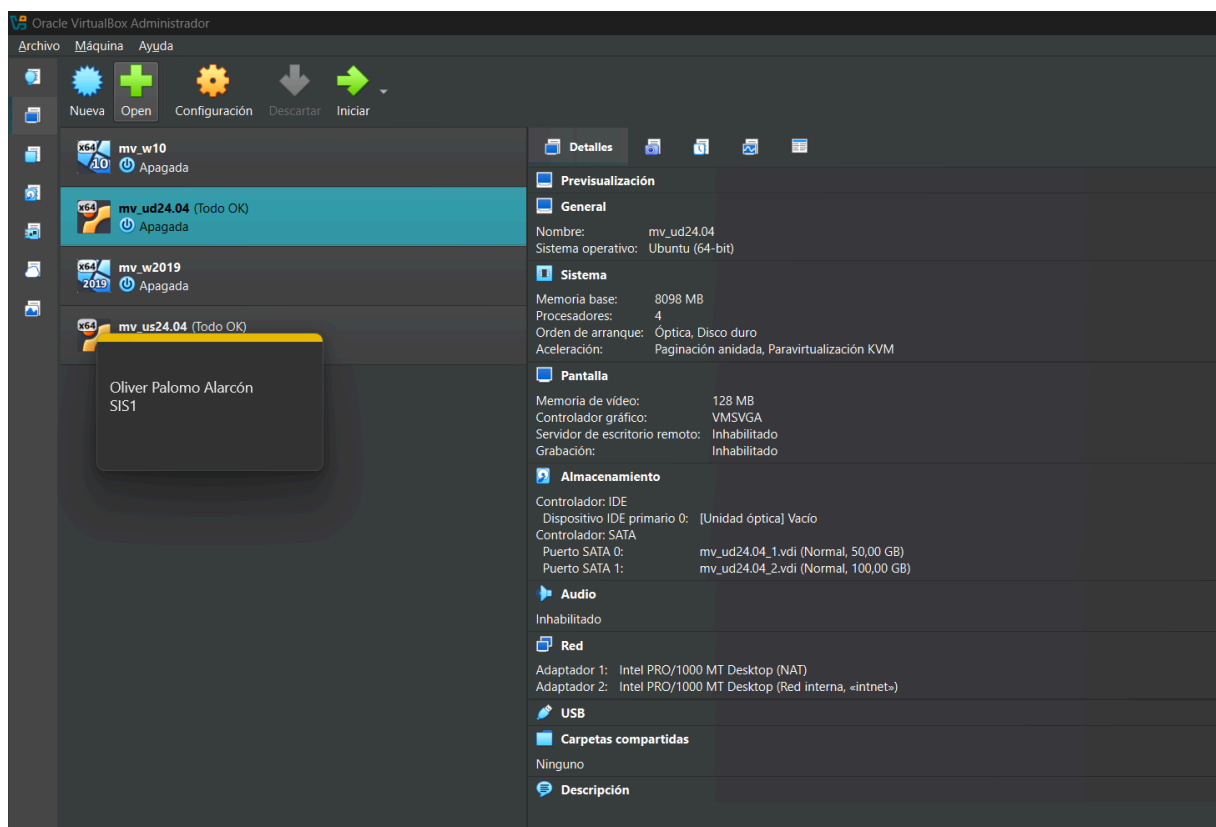 Oracle VirtualBox Administrador
Archivo Máquina Ayuda
Nueva Open Configuración Descartar Iniciar
x64 10 mv_w10
Apagada
x64 mv_ud24.04 (Todo OK)
Apagada
x64 2019 mv_w2019
Apagada
x64 mv_us24.04 (Todo OK)
Oliver Palomo Alarcón
SIS1
Detalles
Previsualización
General
Nombre: mv_ud24.04
Sistema operativo: Ubuntu (64-bit)
Sistema
Memoria base: 8098 MB
Procesadores: 4
Orden de arranque: Óptica, Disco duro
Aceleración: Paginación anidada, Paravirtualización KVM
Pantalla
Memoria de vídeo: 128 MB
Controlador gráfico: VMSVGA
Servidor de escritorio remoto: Inhabilitado
Grabación: Inhabilitado
Almacenamiento
Controlador: IDE
Dispositivo IDE primario 0: [Unidad óptica] Vacío
Controlador: SATA
Puerto SATA 0: mv_ud24.04_1.vdi (Normal, 50,00 GB)
Puerto SATA 1: mv_ud24.04_2.vdi (Normal, 100,00 GB)
Audio
Inhabilitado
Red
Adaptador 1: Intel PRO/1000 MT Desktop (NAT)
Adaptador 2: Intel PRO/1000 MT Desktop (Red interna, «intnet»)
USB
Carpetas compartidas
Ninguno
Descripción